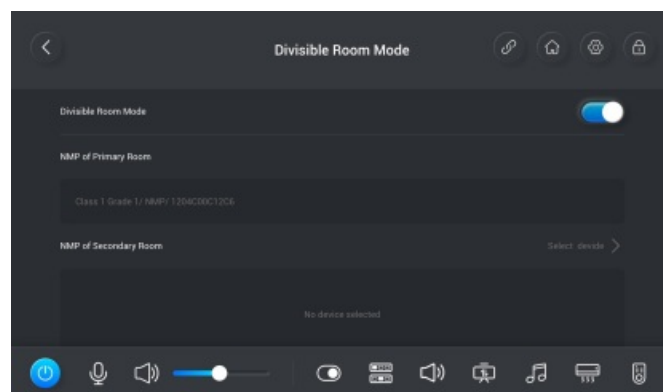 Divisible Room Mode
Divisible Room Mode
NMP of Primary Room
Class 1 Grade 1/ NMP/ 1204C00C12C6
NMP of Secondary Room
Select devide
No device selected